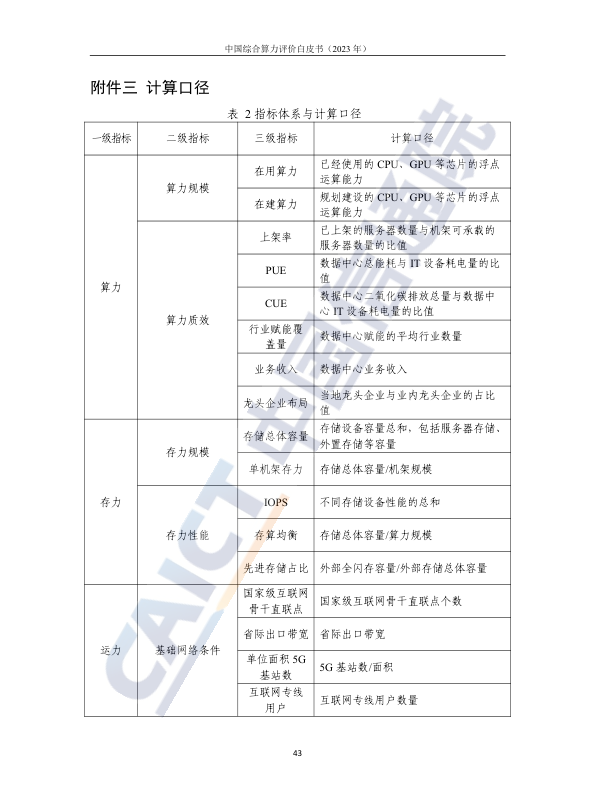 中国综合算力评价白皮书（2023 年）
附件三 计算口径
表 2 指标体系与计算口径
一级指标 二级指标 三级指标 计算口径
算力 算力规模 在用算力 已经使用的 CPU、GPU 等芯片的浮点
运算能力
在建算力 规划建设的 CPU、GPU 等芯片的浮点
运算能力
算力质效 上架率 已上架的服务器数量与机架可承载的
服务器数量的比值
PUE 数据中心总能耗与 IT 设备耗电量的比
值
CUE 数据中心二氧化碳排放总量与数据中
心 IT 设备耗电量的比值
行业赋能覆
盖量 数据中心赋能的平均行业数量
业务收入 数据中心业务收入
龙头企业布局 当地龙头企业与业内龙头企业的占比
值
存力 存力规模 存储总体容量 存储设备容量总和，包括服务器存储、
外置存储等容量
单机架存力 存储总体容量/机架规模
存力性能 IOPS 不同存储设备性能的总和
存算均衡 存储总体容量/算力规模
先进存储占比 外部全闪存容量/外部存储总体容量
运力 基础网络条件 国家级互联网
骨干直联点 国家级互联网骨干直联点个数
省际出口带宽 省际出口带宽
单位面积 5G
基站数 5G 基站数/面积
互联网专线
用户 互联网专线用户数量
43
CAICT 中国信通院